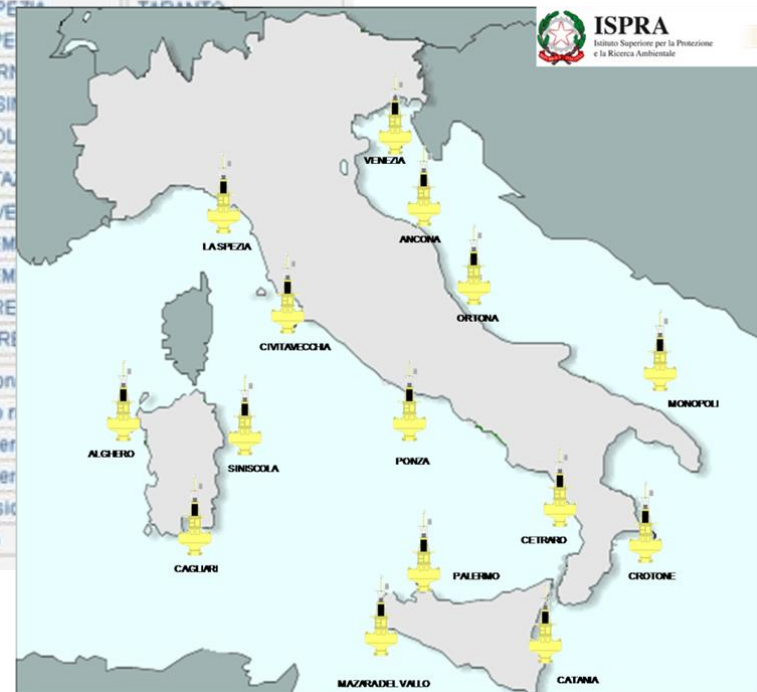 TARANTO
ISPRA
Istituto Superiore per la Protezione
e la Ricerca Ambientale
VENEZIA
LA SPEZIA
ANCONA
ORTONA
CIVITAVECCHIA
MONOPOLI
ALGHERO
SINISCOLA
PONZA
CETRARO
CAGLIARI
PALERMO
CROTONE
MAZARA DEL VALLO
CATANIA